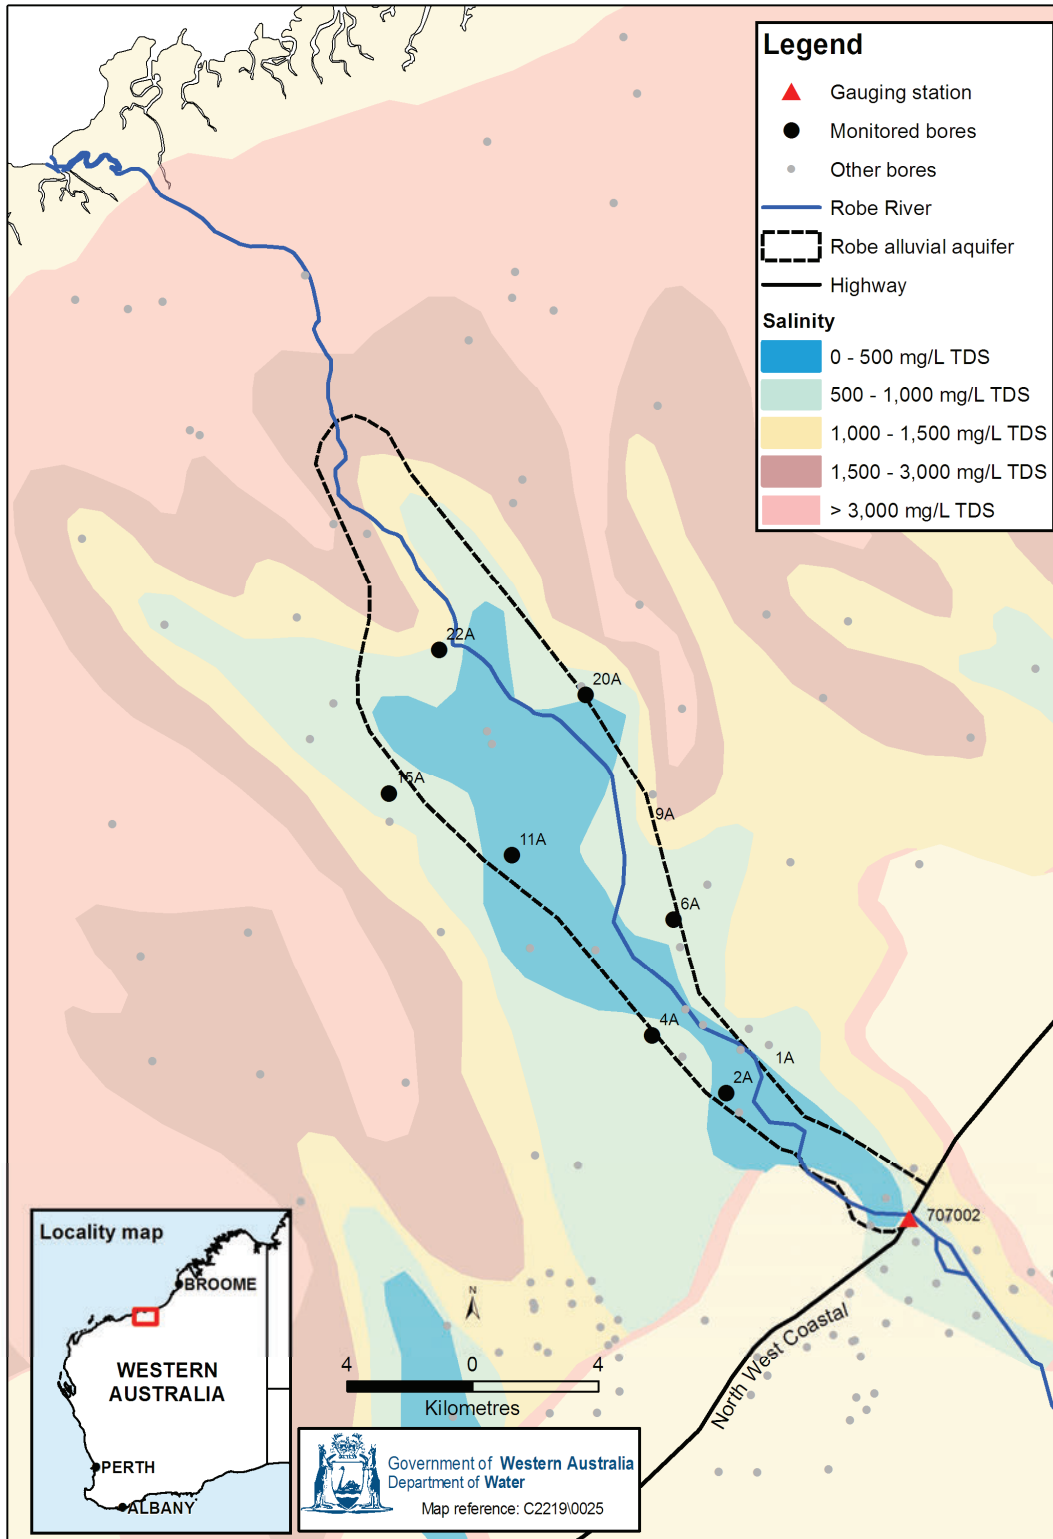 Legend
Gauging station
Monitored bores
Other bores
Robe River
Robe alluvial aquifer
Highway
Salinity
0 - 500 mg/L TDS
500 - 1,000 mg/L TDS
1,000 - 1,500 mg/L TDS
1,500 - 3,000 mg/L TDS
> 3,000 mg/L TDS
22A
20A
15A
9A
11A
6A
4A
1A
2A
707002
North West Coastal
Locality map
BROOME
WESTERN
AUSTRALIA
PERTH
ALBANY
N
4 0 4
Kilometres
Government of Western Australia
Department of Water
Map reference: C2219\0025